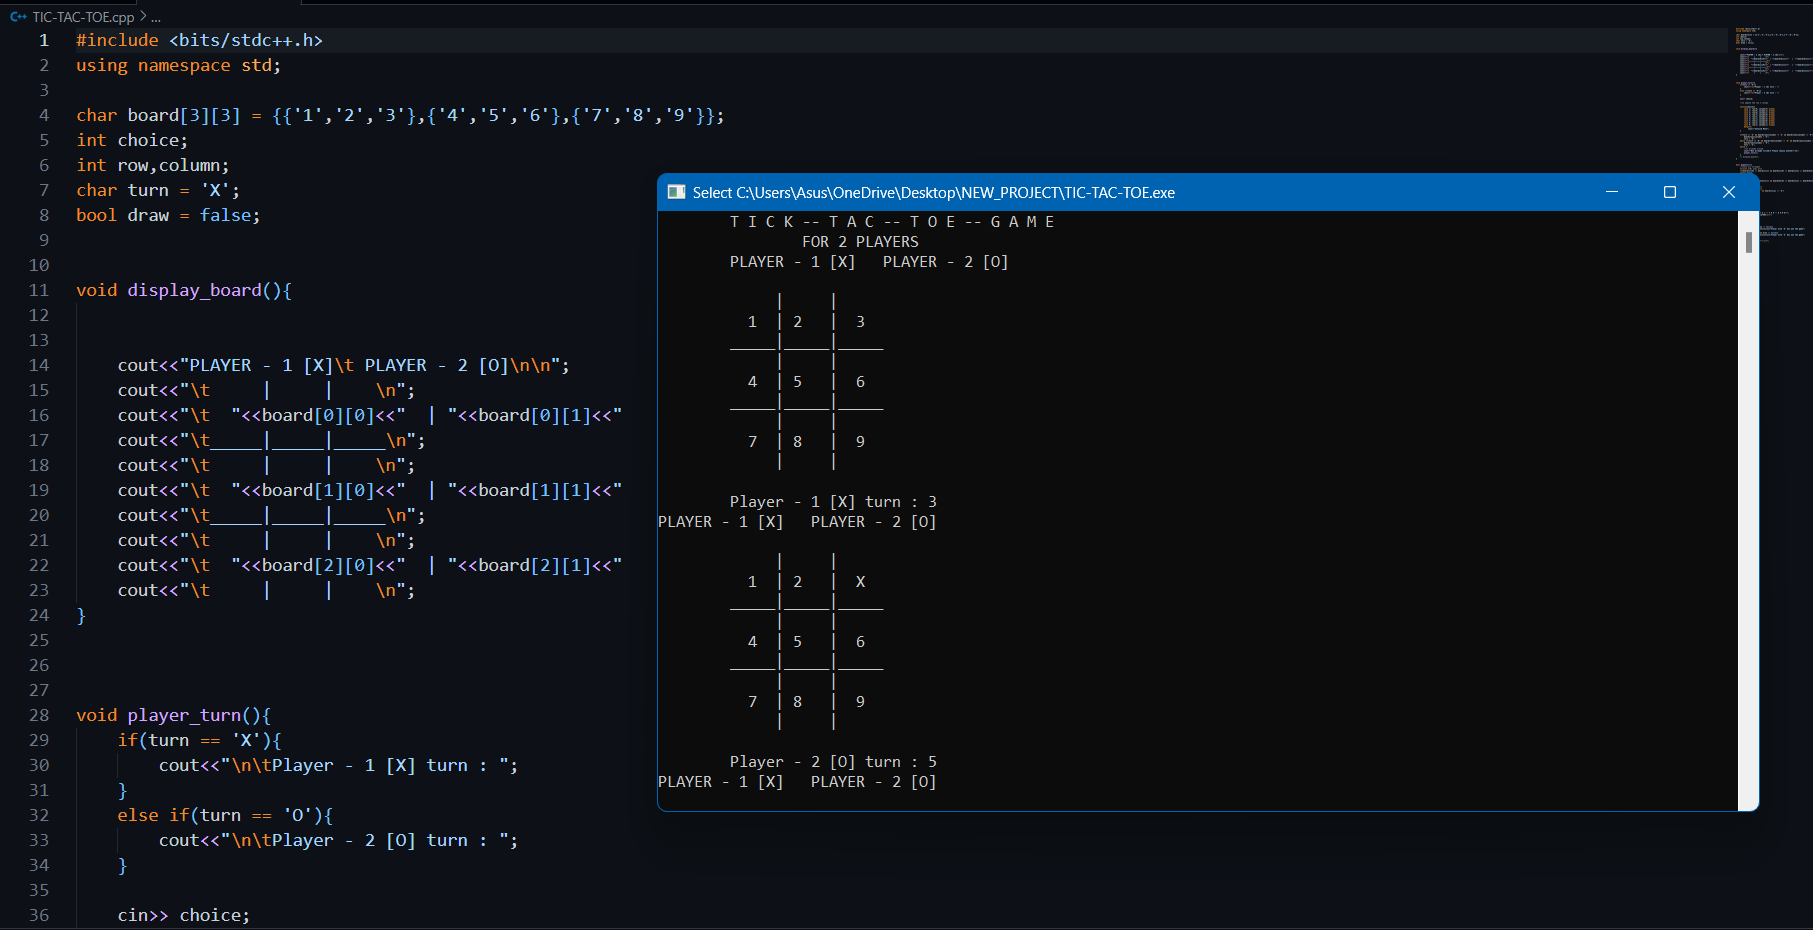 TIC-TAC-TOE.cpp > ...
1 #include <bits/stdc++.h>
2 using namespace std;
3
4 char board[3][3] = {{'1','2','3'},{'4','5','6'},{'7','8','9'}};
5 int choice;
6 int row,column;
7 char turn = 'X';
8 bool draw = false;
9
10
11 void display_board(){
12
13
14     cout<<"PLAYER - 1 [X]\t PLAYER - 2 [O]\n\n";
15     cout<<"\t     |     |    \n";
16     cout<<"\t  "<<board[0][0]<<"  | "<<board[0][1]<<"
17     cout<<"\t_____|_____|_____\n";
18     cout<<"\t     |     |    \n";
19     cout<<"\t  "<<board[1][0]<<"  | "<<board[1][1]<<"
20     cout<<"\t_____|_____|_____\n";
21     cout<<"\t     |     |    \n";
22     cout<<"\t  "<<board[2][0]<<"  | "<<board[2][1]<<"
23     cout<<"\t     |     |    \n";
24 }
25
26
27
28 void player_turn(){
29     if(turn == 'X'){
30         cout<<"\n\tPlayer - 1 [X] turn : ";
31     }
32     else if(turn == 'O'){
33         cout<<"\n\tPlayer - 2 [O] turn : ";
34     }
35
36     cin>> choice;
Select C:\Users\Asus\OneDrive\Desktop\NEW_PROJECT\TIC-TAC-TOE.exe
T I C K -- T A C -- T O E -- G A M E
FOR 2 PLAYERS
PLAYER - 1 [X]   PLAYER - 2 [O]
     |     |
  1  | 2   |  3
_____|_____|_____
     |     |
  4  | 5   |  6
_____|_____|_____
     |     |
  7  | 8   |  9
     |     |
Player - 1 [X] turn : 3
PLAYER - 1 [X]   PLAYER - 2 [O]
     |     |
  1  | 2   |  X
_____|_____|_____
     |     |
  4  | 5   |  6
_____|_____|_____
     |     |
  7  | 8   |  9
     |     |
Player - 2 [O] turn : 5
PLAYER - 1 [X]   PLAYER - 2 [O]